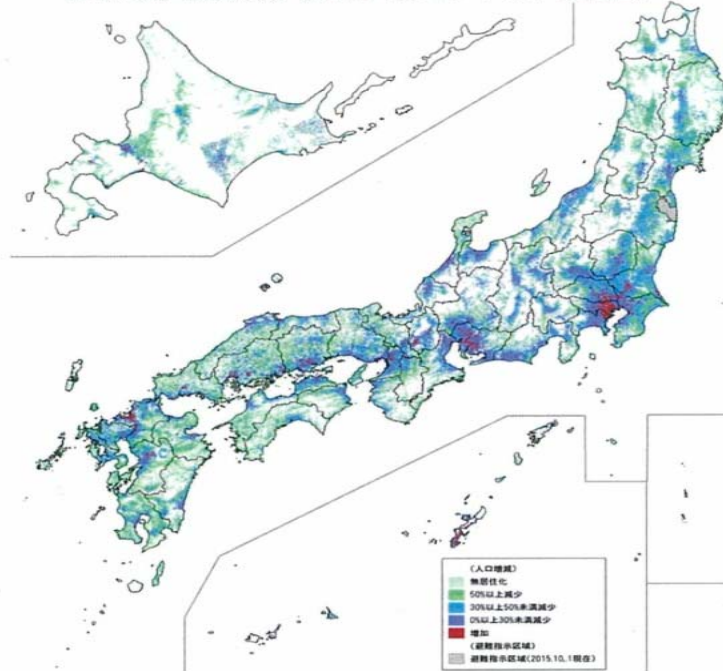 (人口増減)
無居住化
50%以上減少
30%以上50%未満減少
0%以上30%未満減少
増加
(避難指示区域)
避難指示区域(2015.10.1現在)